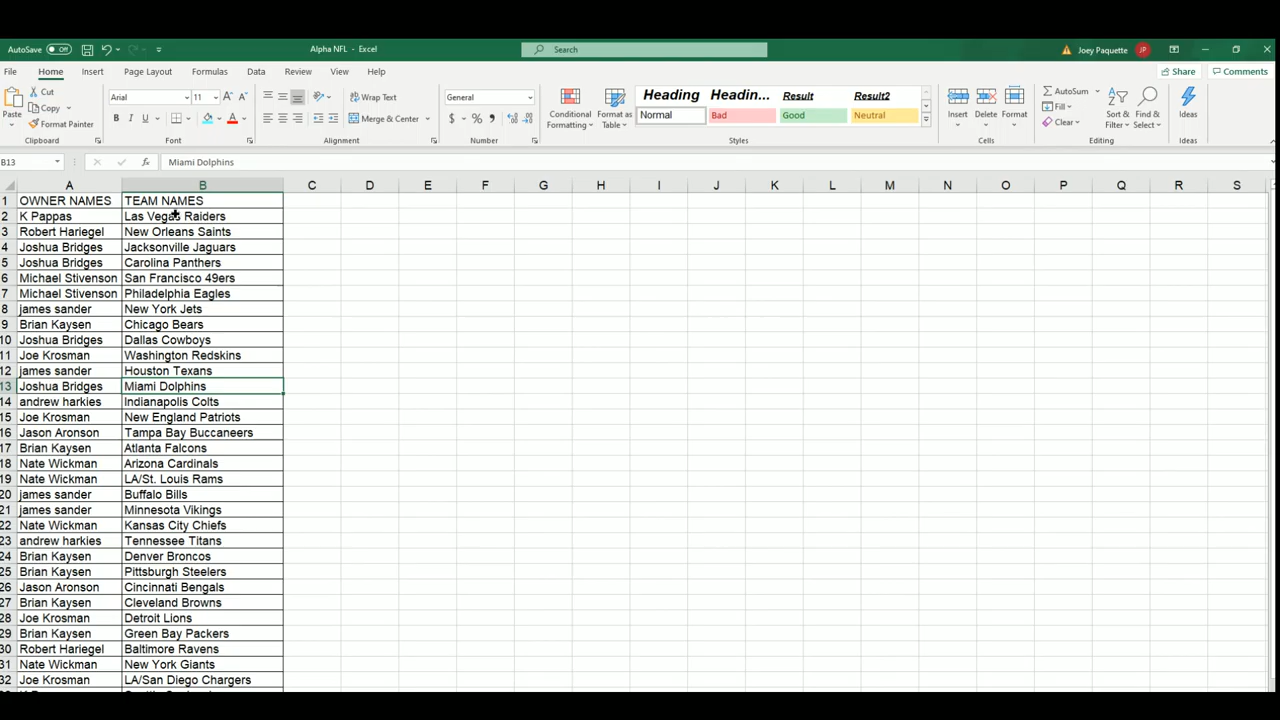 AutoSave Off Alpha NFL - Excel Search Joey Paquette JP
File Home Insert Page Layout Formulas Data Review View Help Share Comments
Paste Cut Copy Format Painter Clipboard
Arial 11 A A B I U A Font
Wrap Text Merge & Center Alignment
General $ % Number
Conditional Formatting Format as Table
Heading Headin... Result Result2
Normal Bad Good Neutral Styles
Insert Delete Format Cells
AutoSum Fill Clear Sort & Filter Find & Select Editing
Ideas Ideas
B13 fx Miami Dolphins
A B C D E F G H I J K L M N O P Q R S
1 OWNER NAMES TEAM NAMES
2 K Pappas Las Vegas Raiders
3 Robert Hariegel New Orleans Saints
4 Joshua Bridges Jacksonville Jaguars
5 Joshua Bridges Carolina Panthers
6 Michael Stivenson San Francisco 49ers
7 Michael Stivenson Philadelphia Eagles
8 james sander New York Jets
9 Brian Kaysen Chicago Bears
10 Joshua Bridges Dallas Cowboys
11 Joe Krosman Washington Redskins
12 james sander Houston Texans
13 Joshua Bridges Miami Dolphins
14 andrew harkies Indianapolis Colts
15 Joe Krosman New England Patriots
16 Jason Aronson Tampa Bay Buccaneers
17 Brian Kaysen Atlanta Falcons
18 Nate Wickman Arizona Cardinals
19 Nate Wickman LA/St. Louis Rams
20 james sander Buffalo Bills
21 james sander Minnesota Vikings
22 Nate Wickman Kansas City Chiefs
23 andrew harkies Tennessee Titans
24 Brian Kaysen Denver Broncos
25 Brian Kaysen Pittsburgh Steelers
26 Jason Aronson Cincinnati Bengals
27 Brian Kaysen Cleveland Browns
28 Joe Krosman Detroit Lions
29 Brian Kaysen Green Bay Packers
30 Robert Hariegel Baltimore Ravens
31 Nate Wickman New York Giants
32 Joe Krosman LA/San Diego Chargers